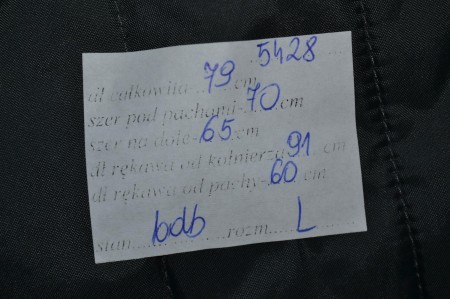 5428
dł całkowita-79 cm
szer pod pachami-70 cm
szer na dole-65 cm
dł rękawa od kołnierza 91 cm
dł rękawa od pachy-60 cm
stan bdb rozm L